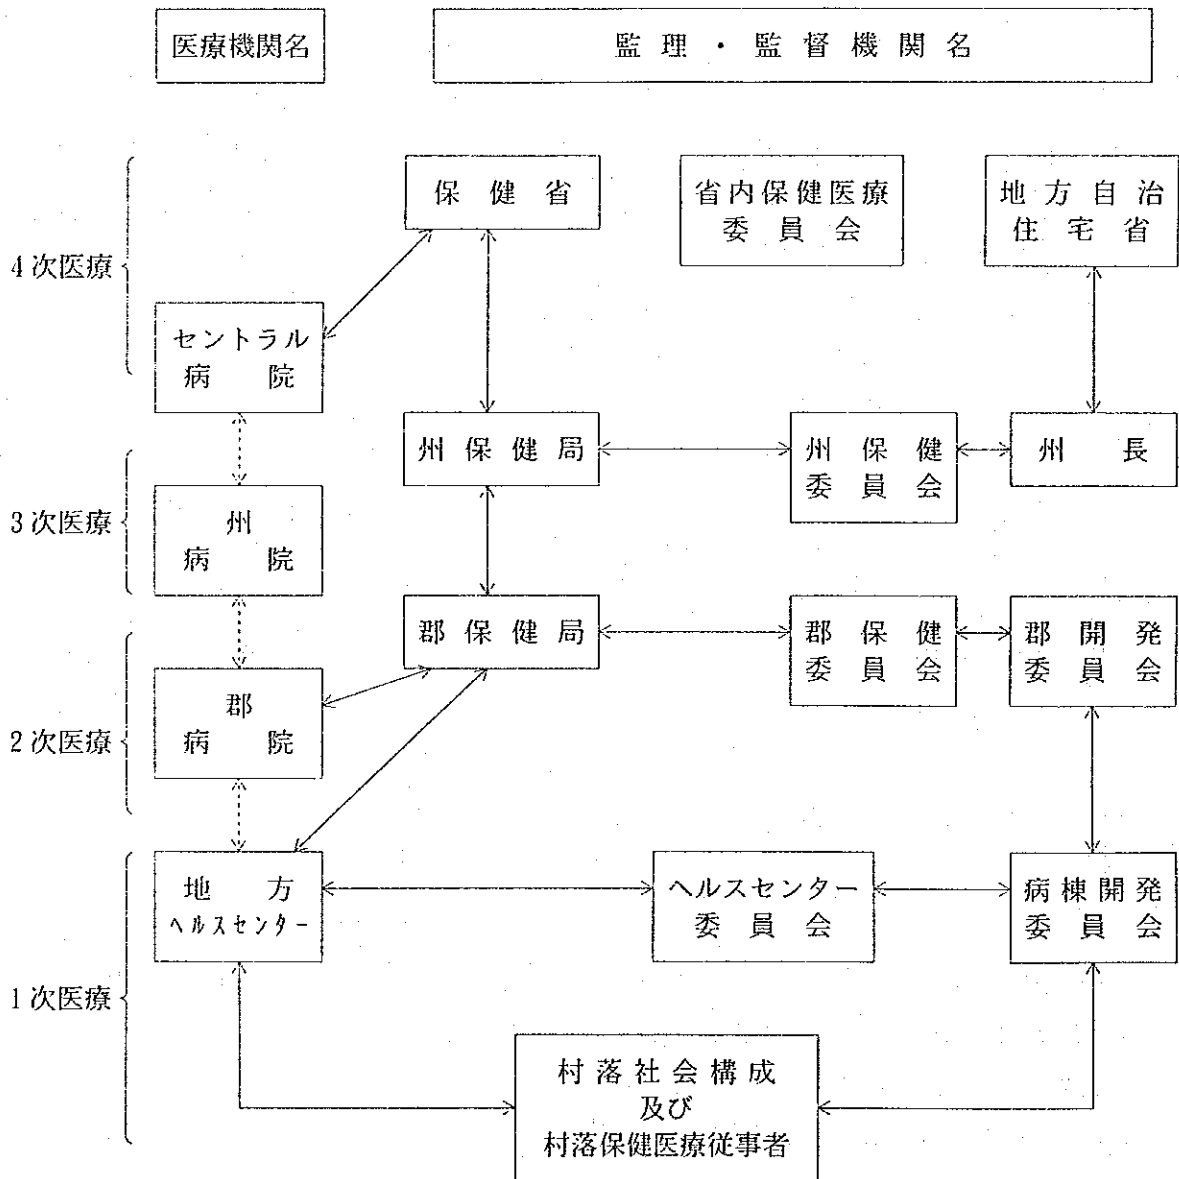 医療機関名
監理・監督機関名
4次医療
保健省
省内保健医療
委員会
地方自治
住宅省
セントラル
病院
3次医療
州保健局
州保健
委員会
州長
州
病院
2次医療
郡保健局
郡保健
委員会
郡開発
委員会
郡
病院
1次医療
地方
ヘルスセンター
ヘルスセンター
委員会
病棟開発
委員会
村落社会構成
及び
村落保健医療従事者